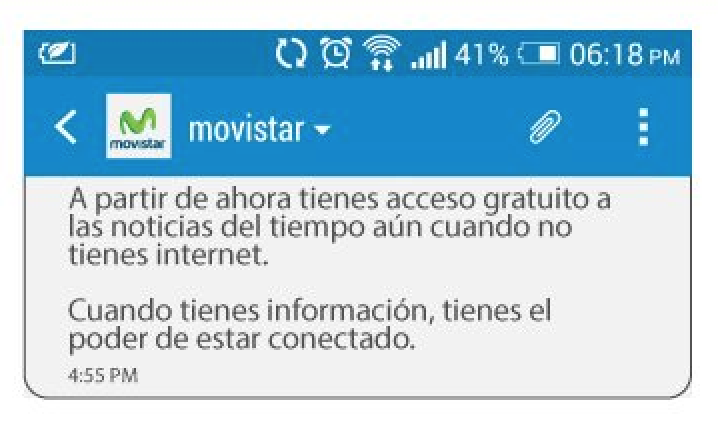 41% 06:18 PM
movistar movistar
A partir de ahora tienes acceso gratuito a
las noticias del tiempo aún cuando no
tienes internet.
Cuando tienes información, tienes el
poder de estar conectado.
4:55 PM